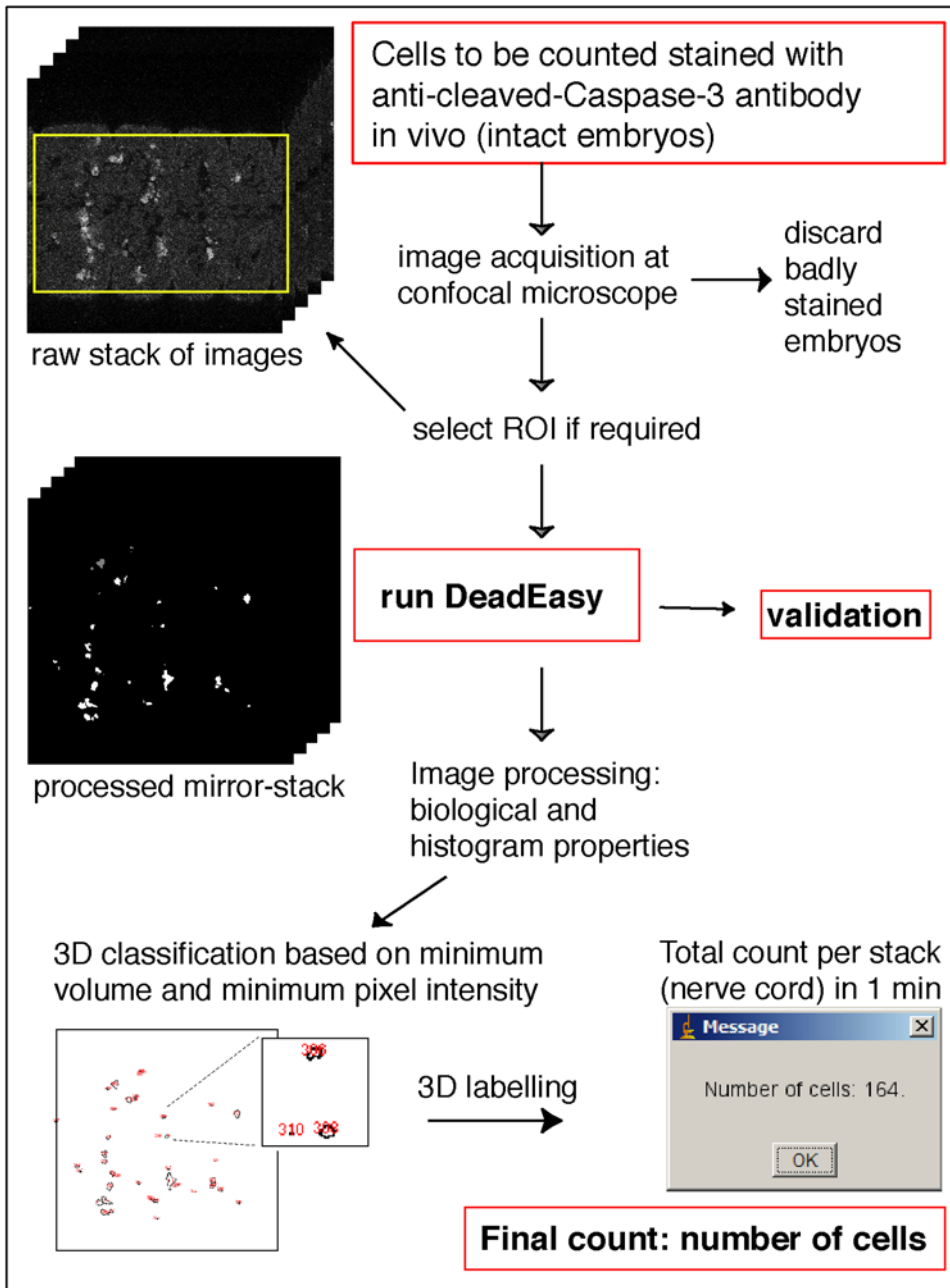 Cells to be counted stained with
anti-cleaved-Caspase-3 antibody
in vivo (intact embryos)
image acquisition at
confocal microscope
discard
badly
stained
embryos
raw stack of images
select ROI if required
run DeadEasy
validation
processed mirror-stack
Image processing:
biological and
histogram properties
3D classification based on minimum
volume and minimum pixel intensity
310
3D labelling
Total count per stack
(nerve cord) in 1 min
Message
Number of cells: 164.
OK
Final count: number of cells